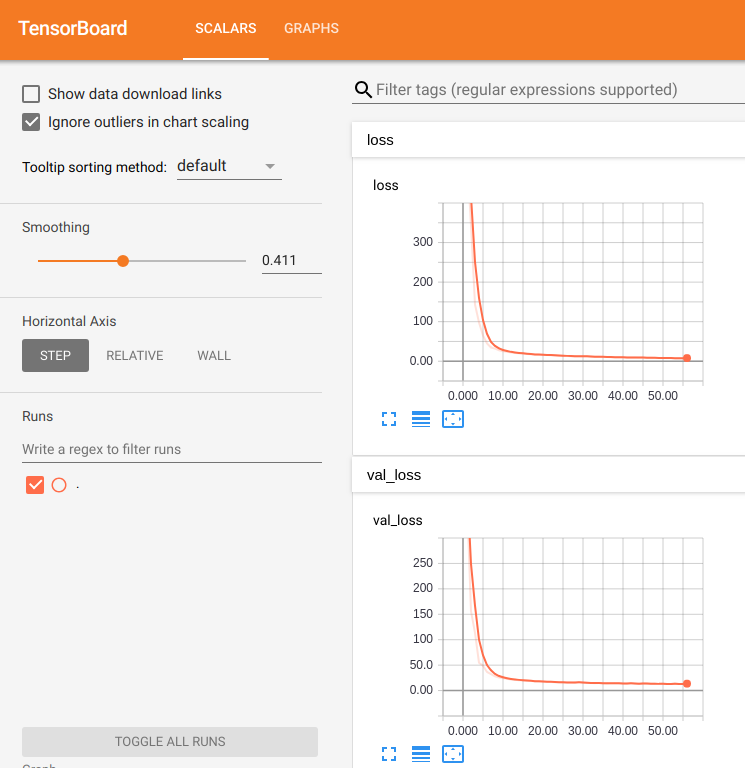 TensorBoard SCALARS GRAPHS
Show data download links
Ignore outliers in chart scaling
Tooltip sorting method: default
Smoothing
0.411
Horizontal Axis
STEP RELATIVE WALL
Runs
Write a regex to filter runs
.
TOGGLE ALL RUNS
Graph
Filter tags (regular expressions supported)
loss
loss
300
200
100
0.00
0.000 10.00 20.00 30.00 40.00 50.00
val_loss
val_loss
250
200
150
100
50.0
0.00
0.000 10.00 20.00 30.00 40.00 50.00